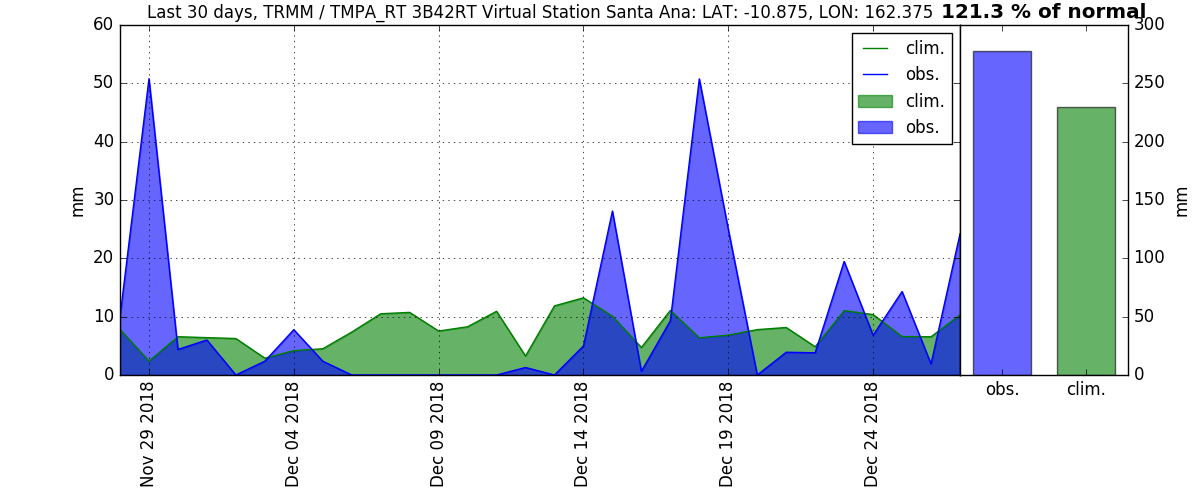 Last 30 days, TRMM / TMPA_RT 3B42RT Virtual Station Santa Ana: LAT: -10.875, LON: 162.375 121.3 % of normal
60
50
40
30
20
10
0
mm
clim.
obs.
clim.
obs.
300
250
200
150
100
50
0
mm
Nov 29 2018
Dec 04 2018
Dec 09 2018
Dec 14 2018
Dec 19 2018
Dec 24 2018
obs.
clim.